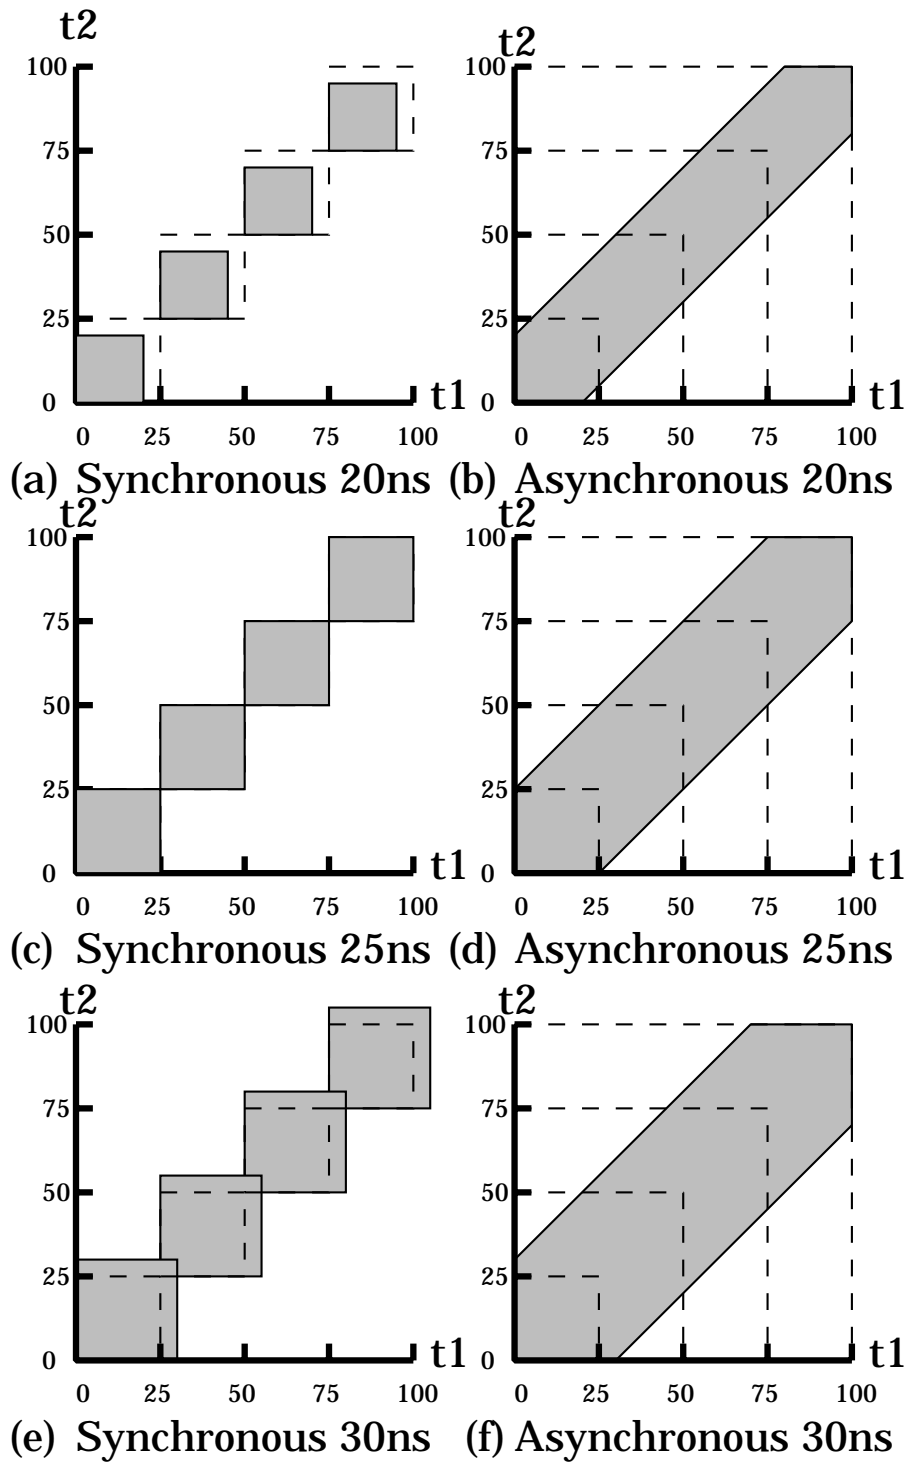 t2
t2
100
100
75
75
50
50
25
25
0
t1
0
t1
0 25 50 75 100
0 25 50 75 100
(a) Synchronous 20ns
(b) Asynchronous 20ns
t2
t2
100
100
75
75
50
50
25
25
0
t1
0
t1
0 25 50 75 100
0 25 50 75 100
(c) Synchronous 25ns
(d) Asynchronous 25ns
t2
t2
100
100
75
75
50
50
25
25
0
t1
0
t1
0 25 50 75 100
0 25 50 75 100
(e) Synchronous 30ns
(f) Asynchronous 30ns